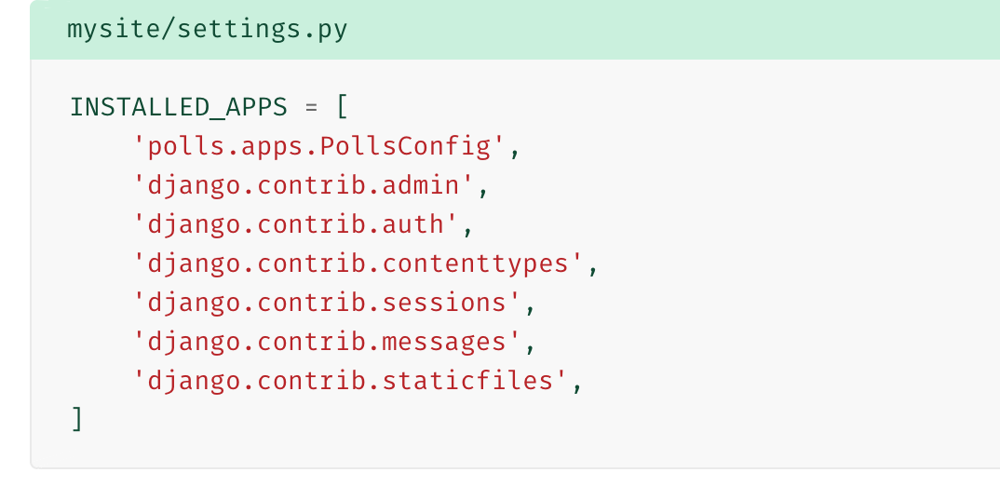 mysite/settings.py
INSTALLED_APPS = [
    'polls.apps.PollsConfig',
    'django.contrib.admin',
    'django.contrib.auth',
    'django.contrib.contenttypes',
    'django.contrib.sessions',
    'django.contrib.messages',
    'django.contrib.staticfiles',
]